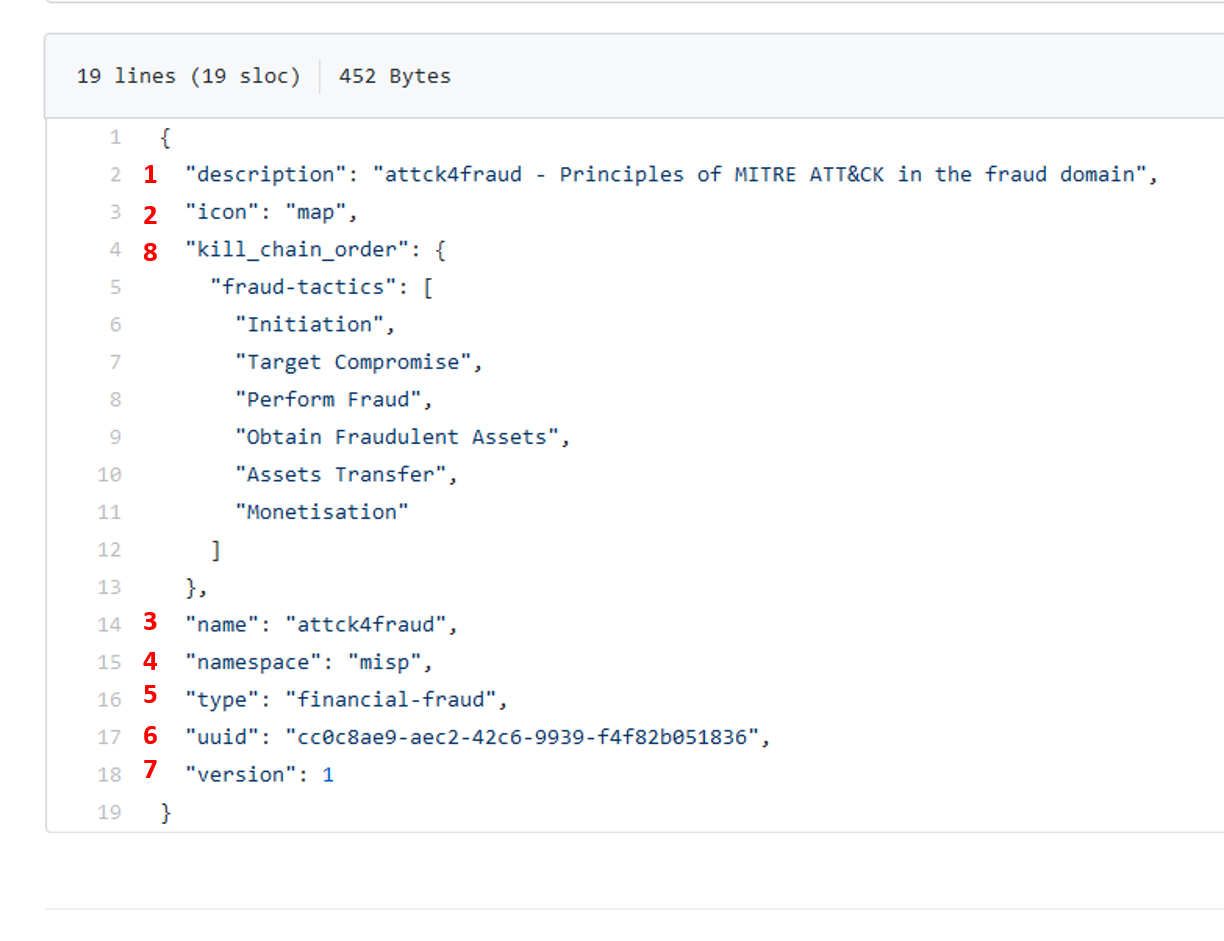 19 lines (19 sloc) | 452 Bytes
1 {
2 1 "description": "attck4fraud - Principles of MITRE ATT&CK in the fraud domain",
3 2 "icon": "map",
4 8 "kill_chain_order": {
5 "fraud-tactics": [
6 "Initiation",
7 "Target Compromise",
8 "Perform Fraud",
9 "Obtain Fraudulent Assets",
10 "Assets Transfer",
11 "Monetisation"
12 ]
13 },
14 3 "name": "attck4fraud",
15 4 "namespace": "misp",
16 5 "type": "financial-fraud",
17 6 "uuid": "cc0c8ae9-aec2-42c6-9939-f4f82b051836",
18 7 "version": 1
19 }